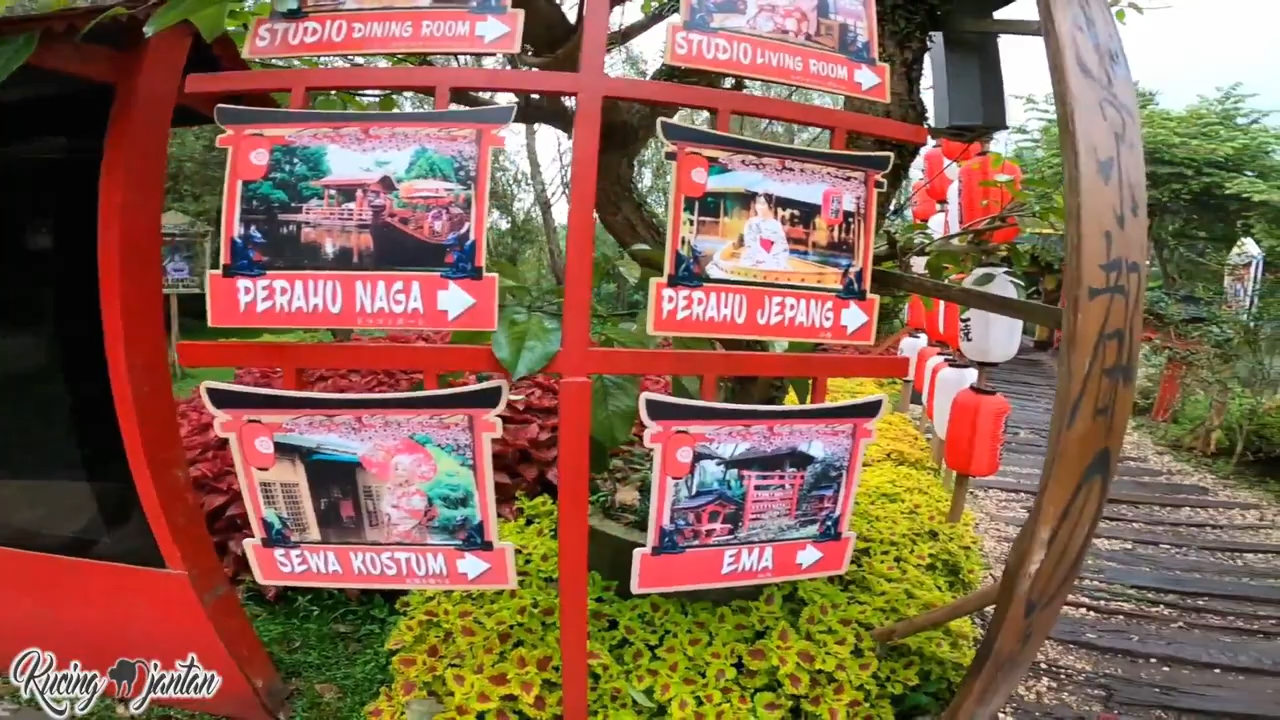 STUDIO DINING ROOM
STUDIO LIVING ROOM
PERAHU NAGA
PERAHU JEPANG
SEWA KOSTUM
EMA
Kucing Jantan